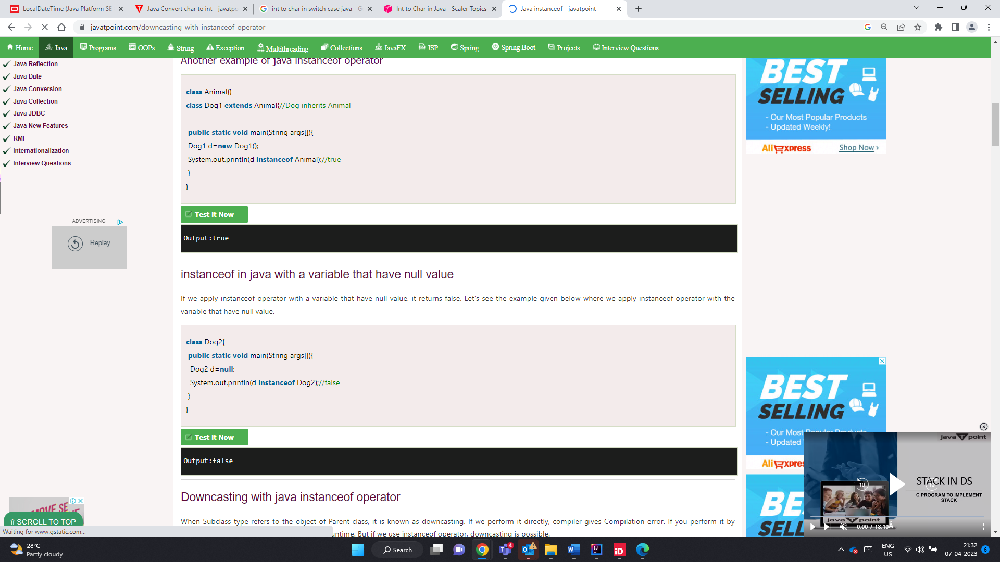 LocalDateTime (Java Platform SE
Java Convert char to int - javatpo
int to char in switch case java - G
Int to Char in Java - Scaler Topics
Java instanceof - javatpoint
javatpoint.com/downcasting-with-instanceof-operator
Home
Java
Programs
OOPs
String
Exception
Multithreading
Collections
JavaFX
JSP
Spring
Spring Boot
Projects
Interview Questions
Java Reflection
Java Date
Java Conversion
Java Collection
Java JDBC
Java New Features
RMI
Internationalization
Interview Questions
ADVERTISING
Replay
SCROLL TO TOP
Waiting for www.gstatic.com...
Another example of java instanceof operator
class Animal{}
class Dog1 extends Animal{//Dog inherits Animal
public static void main(String args[]){
Dog1 d=new Dog1();
System.out.println(d instanceof Animal);//true
}
}
Test it Now
Output:true
instanceof in java with a variable that have null value
If we apply instanceof operator with a variable that have null value, it returns false. Let's see the example given below where we apply instanceof operator with the
variable that have null value.
class Dog2{
public static void main(String args[]){
Dog2 d=null;
System.out.println(d instanceof Dog2);//false
}
}
Test it Now
Output:false
Downcasting with java instanceof operator
When Subclass type refers to the object of Parent class, it is known as downcasting. If we perform it directly, compiler gives Compilation error. If you perform it by
untime. But if we use instanceof operator, downcasting is possible.
BEST
SELLING
- Our Most Popular Products
- Updated Weekly!
AliExpress
Shop Now ›
BEST
SELLING
- Our Most Popular Products
- Updated
AliExpre
BE
SELLIN
java T point
STACK IN DS
C PROGRAM TO IMPLEMENT
STACK
java T point
10
10
0:00 / 18:10
28°C
Partly cloudy
Search
4
ENG
US
21:32
07-04-2023
6